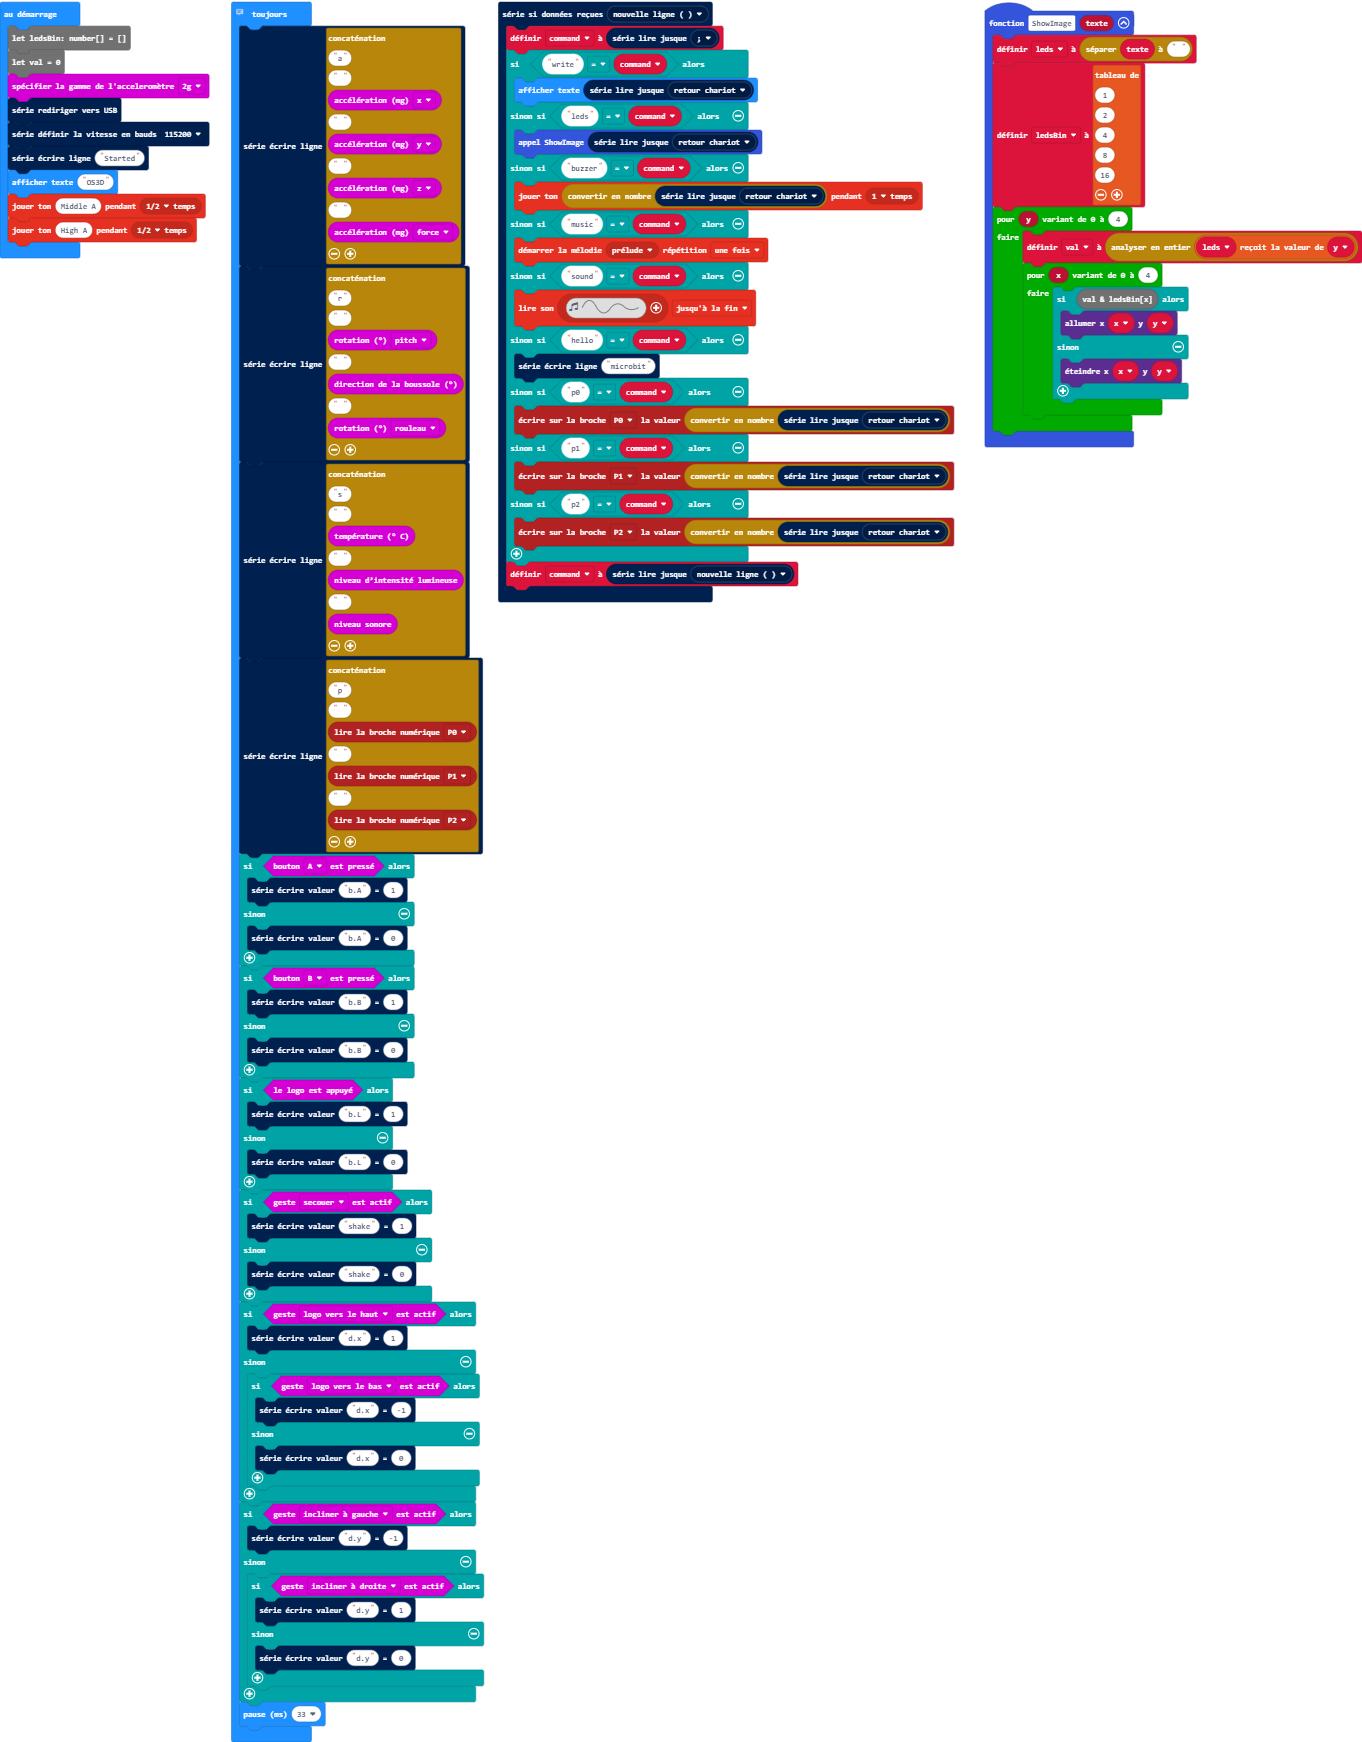 au démarrage
let ledsBin: number[] = []
let val = 0
spécifier la gamme de l'accelerométre 2g
série rediriger vers USB
série définir la vitesse en bauds 115200
série écrire ligne "Started"
afficher texte "OS3D"
jouer ton Middle A pendant 1/2 temps
jouer ton High A pendant 1/2 temps
toujours
série écrire ligne
concaténation
"a"
" "
accélération (mg) x
" "
accélération (mg) y
" "
accélération (mg) z
" "
accélération (mg) force
série écrire ligne
concaténation
"r"
" "
rotation (°) pitch
" "
direction de la boussole (°)
" "
rotation (°) rouleau
série écrire ligne
concaténation
"s"
" "
température (° C)
" "
niveau d'intensité lumineuse
" "
niveau sonore
série écrire ligne
concaténation
"p"
" "
lire la broche numérique P0
" "
lire la broche numérique P1
" "
lire la broche numérique P2
si bouton A est pressé alors
série écrire valeur "b.A" = 1
sinon
série écrire valeur "b.A" = 0
si bouton B est pressé alors
série écrire valeur "b.B" = 1
sinon
série écrire valeur "b.B" = 0
si le logo est appuyé alors
série écrire valeur "b.L" = 1
sinon
série écrire valeur "b.L" = 0
si geste secouer est actif alors
série écrire valeur "shake" = 1
sinon
série écrire valeur "shake" = 0
si geste logo vers le haut est actif alors
série écrire valeur "d.x" = 1
sinon
si geste logo vers le bas est actif alors
série écrire valeur "d.x" = -1
sinon
série écrire valeur "d.x" = 0
si geste incliner à gauche est actif alors
série écrire valeur "d.y" = -1
sinon
si geste incliner à droite est actif alors
série écrire valeur "d.y" = 1
sinon
série écrire valeur "d.y" = 0
pause (ms) 33
série si données reçues nouvelle ligne ( )
définir command à série lire jusque ;
si "write" = command alors
afficher texte série lire jusque retour chariot
sinon si "leds" = command alors
appel ShowImage série lire jusque retour chariot
sinon si "buzzer" = command alors
jouer ton convertir en nombre série lire jusque retour chariot pendant 1 temps
sinon si "music" = command alors
démarrer la mélodie prélude répétition une fois
sinon si "sound" = command alors
lire son jusqu'à la fin
sinon si "hello" = command alors
série écrire ligne "microbit"
sinon si "p0" = command alors
écrire sur la broche P0 la valeur convertir en nombre série lire jusque retour chariot
sinon si "p1" = command alors
écrire sur la broche P1 la valeur convertir en nombre série lire jusque retour chariot
sinon si "p2" = command alors
écrire sur la broche P2 la valeur convertir en nombre série lire jusque retour chariot
définir command à série lire jusque nouvelle ligne ( )
fonction ShowImage texte
définir leds à séparer texte à " "
définir ledsBin à
tableau de
1
2
4
8
16
pour y variant de 0 à 4
faire
définir val à analyser en entier leds reçoit la valeur de y
pour x variant de 0 à 4
faire
si val & ledsBin[x] alors
allumer x x y y
sinon
éteindre x x y y